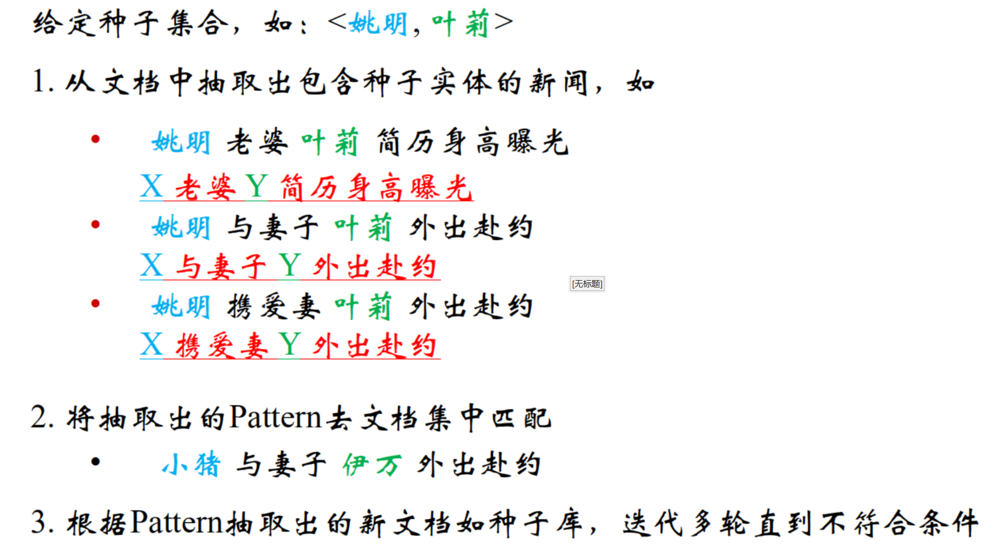 给定种子集合，如：<姚明, 叶莉>
1. 从文档中抽取出包含种子实体的新闻，如
• 姚明 老婆 叶莉 简历身高曝光
X 老婆 Y 简历身高曝光
• 姚明 与妻子 叶莉 外出赴约
X 与妻子 Y 外出赴约
[无标题]
• 姚明 携爱妻 叶莉 外出赴约
X 携爱妻 Y 外出赴约
2. 将抽取出的Pattern去文档集中匹配
• 小猪 与妻子 伊万 外出赴约
3. 根据Pattern抽取出的新文档如种子库，迭代多轮直到不符合条件